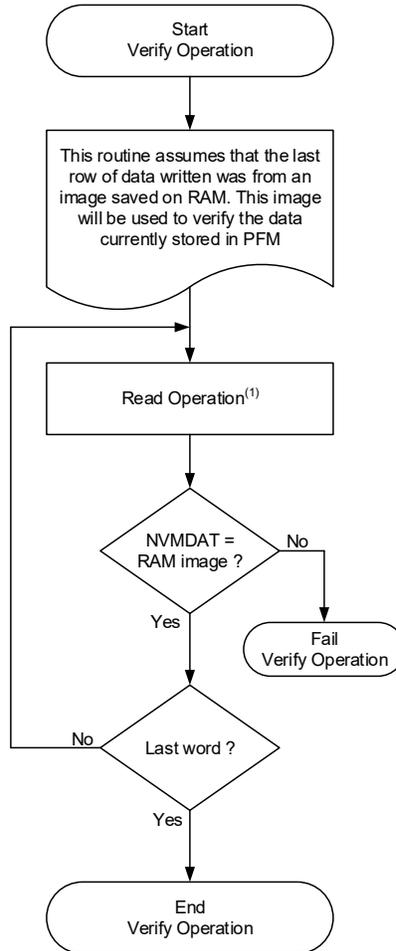 Start
Verify Operation
This routine assumes that the last
row of data written was from an
image saved on RAM. This image
will be used to verify the data
currently stored in PFM
Read Operation(1)
NVMDAT =
RAM image ?
No
Yes
Fail
Verify Operation
No
Last word ?
Yes
End
Verify Operation